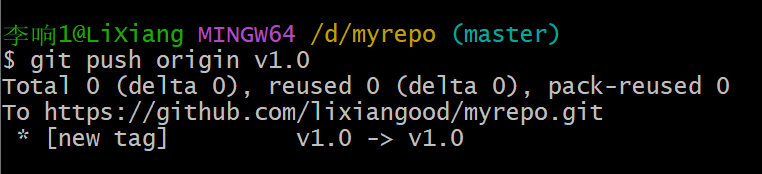 李响1@LiXiang MINGW64 /d/myrepo (master)
$ git push origin v1.0
Total 0 (delta 0), reused 0 (delta 0), pack-reused 0
To https://github.com/lixiangood/myrepo.git
 * [new tag]         v1.0 -> v1.0